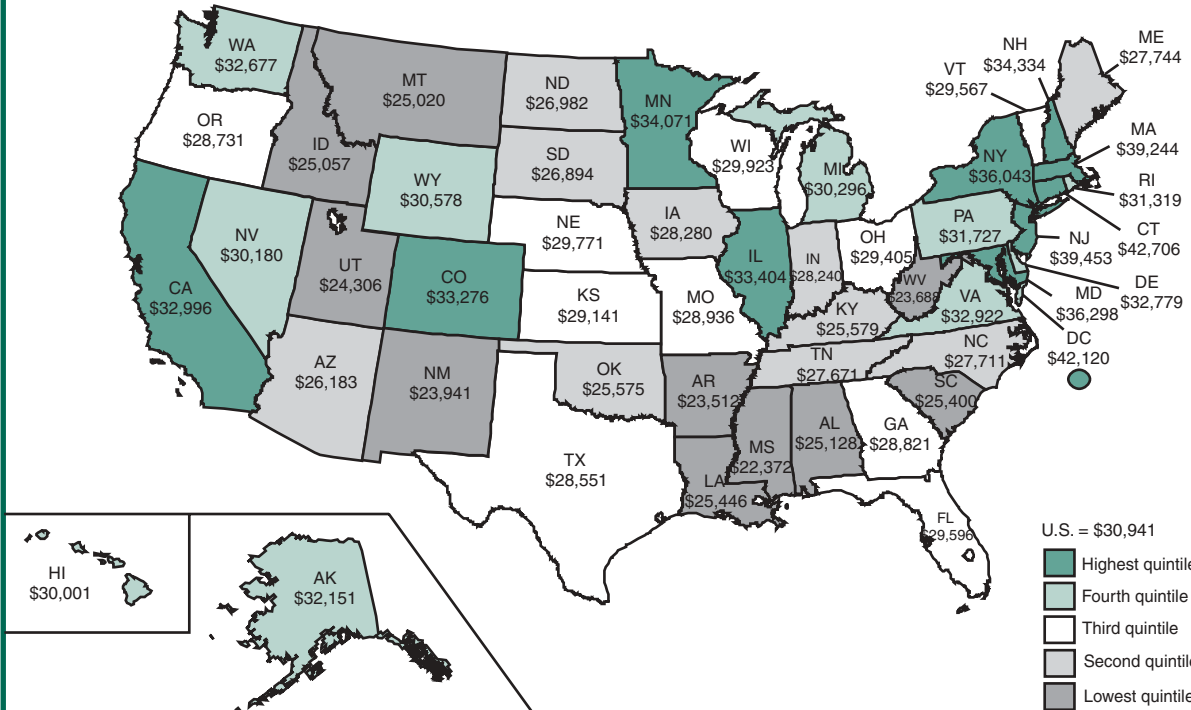 WA
$32,677
OR
$28,731
CA
$32,996
NV
$30,180
ID
$25,057
MT
$25,020
WY
$30,578
UT
$24,306
CO
$33,276
AZ
$26,183
NM
$23,941
ND
$26,982
SD
$26,894
NE
$29,771
KS
$29,141
OK
$25,575
TX
$28,551
MN
$34,071
IA
$28,280
MO
$28,936
AR
$23,512
LA
$25,446
WI
$29,923
IL
$33,404
MI
$30,296
IN
$28,240
OH
$29,405
KY
$25,579
TN
$27,671
MS
$22,372
AL
$25,128
GA
$28,821
FL
$29,596
SC
$25,400
NC
$27,711
VA
$32,922
WV
$23,688
PA
$31,727
NY
$36,043
VT
$29,567
NH
$34,334
ME
$27,744
MA
$39,244
RI
$31,319
CT
$42,706
NJ
$39,453
DE
$32,779
MD
$36,298
DC
$42,120
HI
$30,001
AK
$32,151
U.S. = $30,941
Highest quintile
Fourth quintile
Third quintile
Second quintile
Lowest quintile